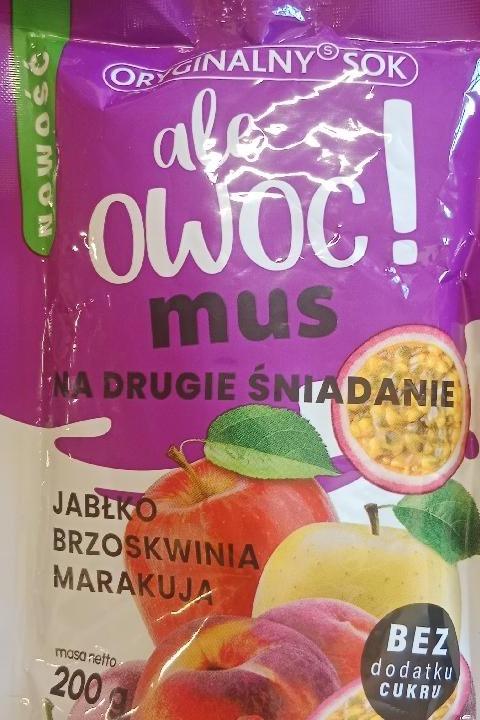 NOWOŚĆ
ORYGINALNY S SOK
ale
owoc!
mus
NA DRUGIE ŚNIADANIE
JABŁKO
BRZOSKWINIA
MARAKUJA
masa netto
200 g
BEZ
dodatku
CUKRU